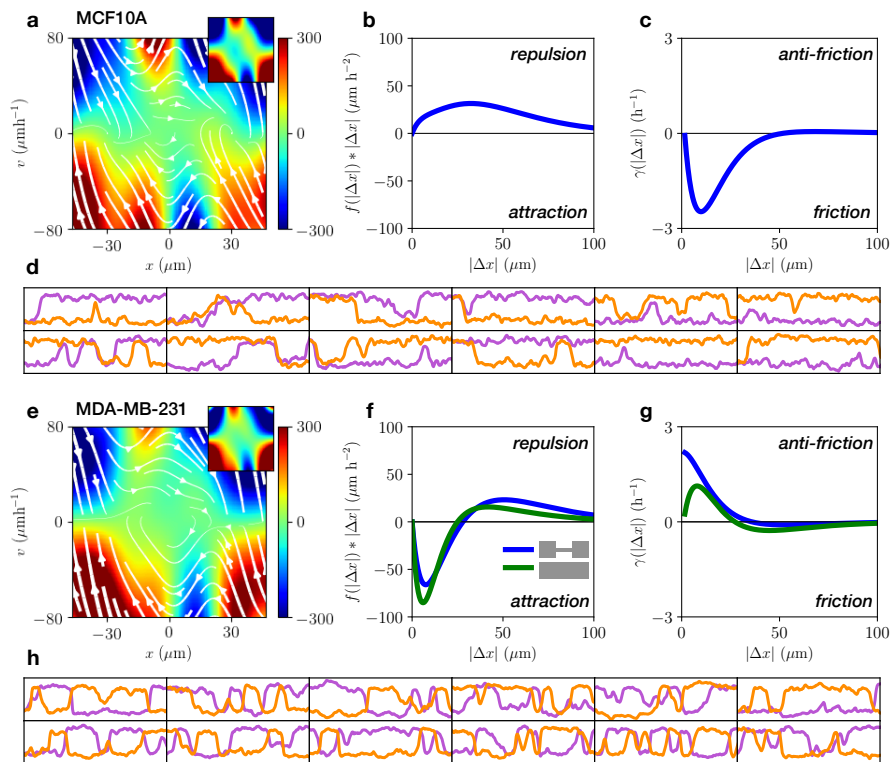 a MCF10A
80
0
−80
v (μmh⁻¹)
−30 0 30
x (μm)
300
−300
b
100
50
0
−50
−100
f(|Δx|) * |Δx| (μm h⁻²)
repulsion
attraction
0 50 100
|Δx| (μm)
c
3
0
−3
γ(|Δx|) (h⁻¹)
anti-friction
friction
0 50 100
|Δx| (μm)
d
e MDA-MB-231
80
0
−80
v (μmh⁻¹)
−30 0 30
x (μm)
300
−300
f
100
50
0
−50
−100
f(|Δx|) * |Δx| (μm h⁻²)
repulsion
attraction
0 50 100
|Δx| (μm)
g
3
0
−3
γ(|Δx|) (h⁻¹)
anti-friction
friction
0 50 100
|Δx| (μm)
h